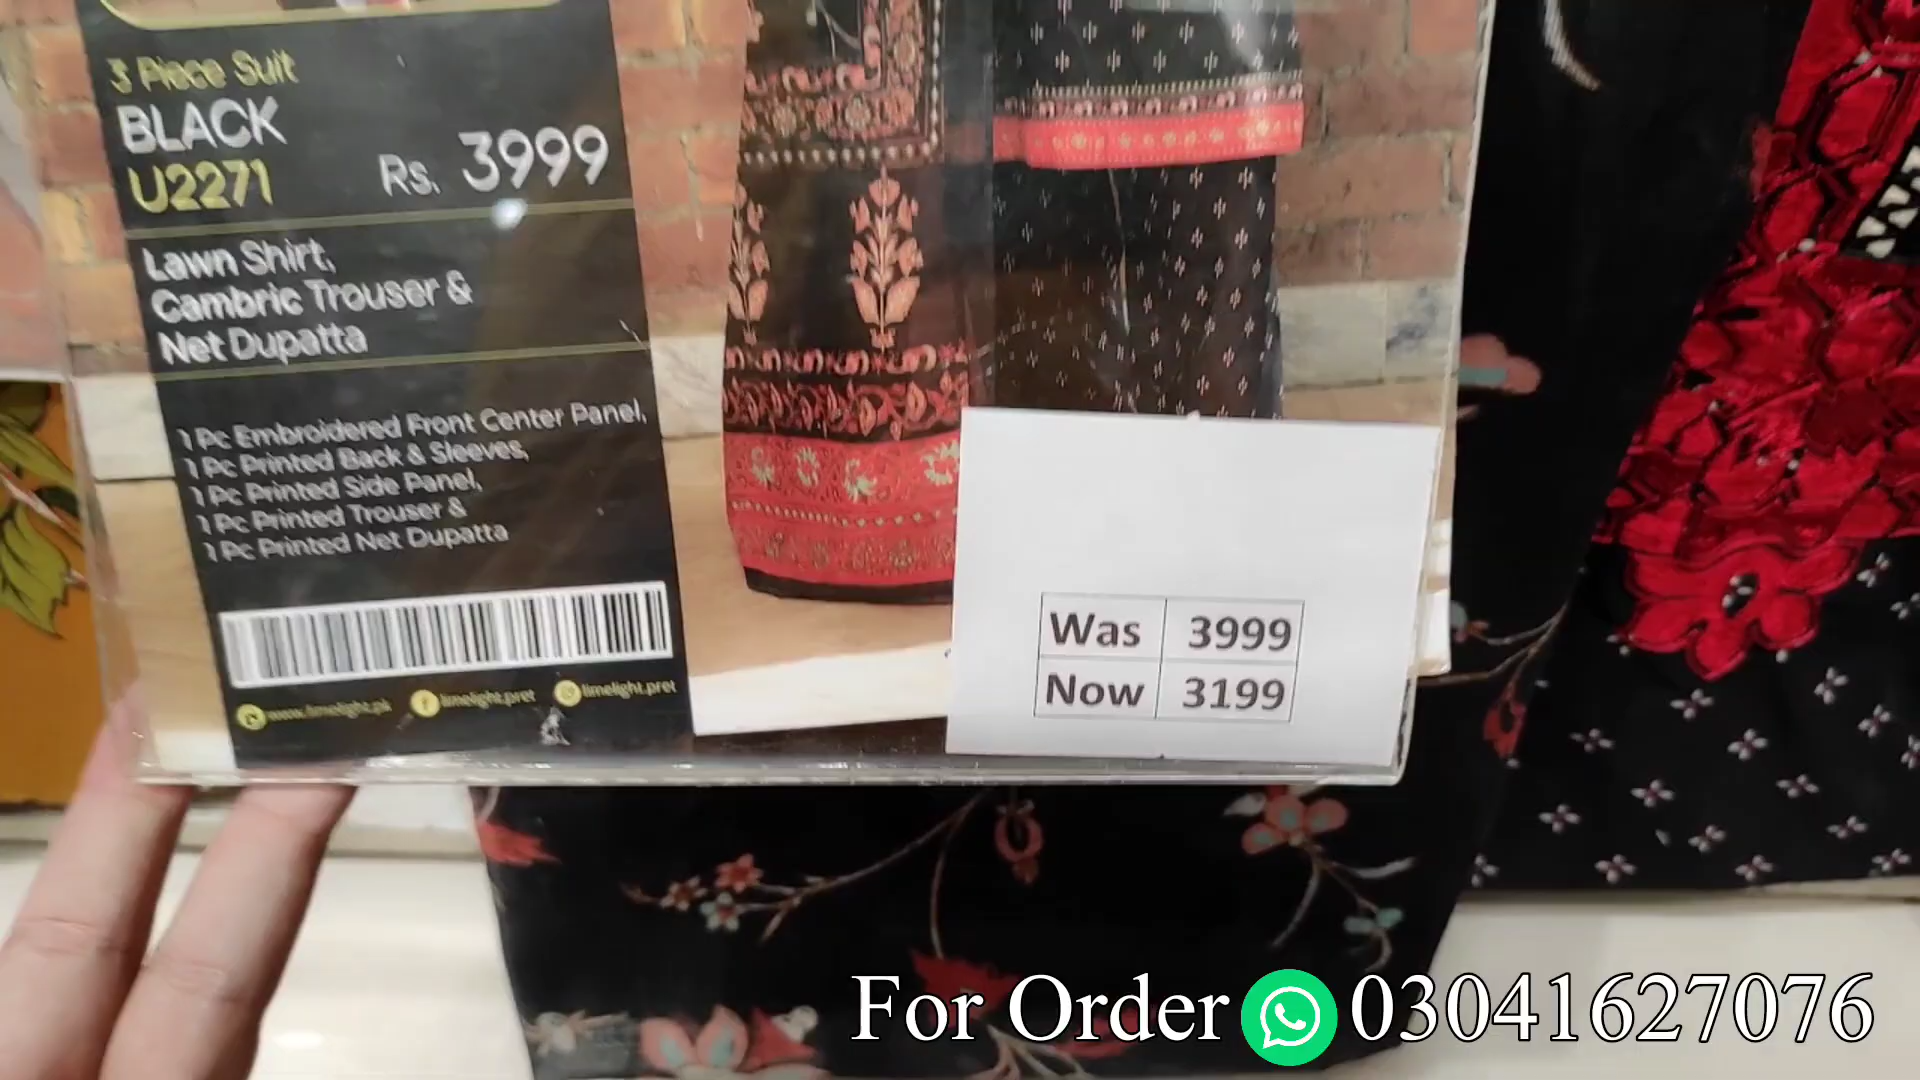 3 Piece Suit
BLACK
U2271
Rs. 3999
Lawn Shirt,
Cambric Trouser &
Net Dupatta
1 Pc Embroidered Front Center Panel,
1 Pc Printed Back & Sleeves,
1 Pc Printed Side Panel,
1 Pc Printed Trouser &
1 Pc Printed Net Dupatta
www.limelight.pk limelight.pret limelight.pret
Was 3999
Now 3199
For Order 03041627076